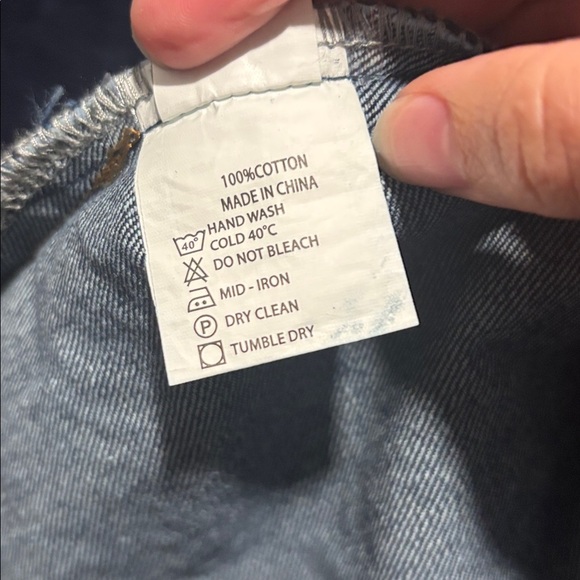 100%COTTON
MADE IN CHINA
HAND WASH
40° COLD 40°C
DO NOT BLEACH
MID - IRON
P DRY CLEAN
TUMBLE DRY